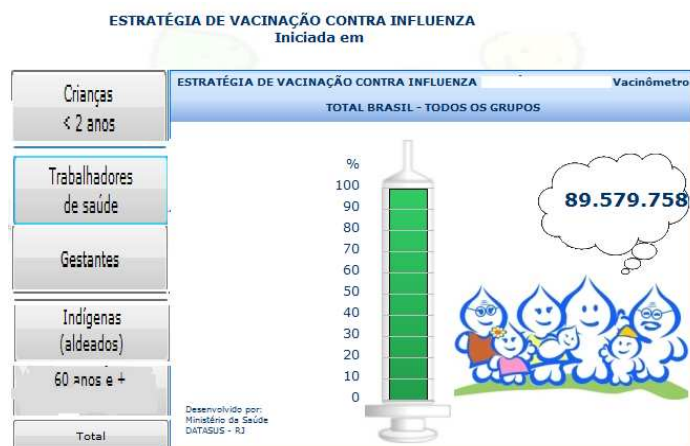 ESTRATÉGIA DE VACINAÇÃO CONTRA INFLUENZA
Iniciada em
Crianças
< 2 anos
Trabalhadores
de saúde
Gestantes
Indígenas
(aldeados)
60 anos e +
Total
ESTRATÉGIA DE VACINAÇÃO CONTRA INFLUENZA Vacinômetro
TOTAL BRASIL - TODOS OS GRUPOS
%
100
90
80
70
60
50
40
30
20
10
0
89.579.758
Desenvolvido por:
Ministério da Saúde
DATASUS - RJ